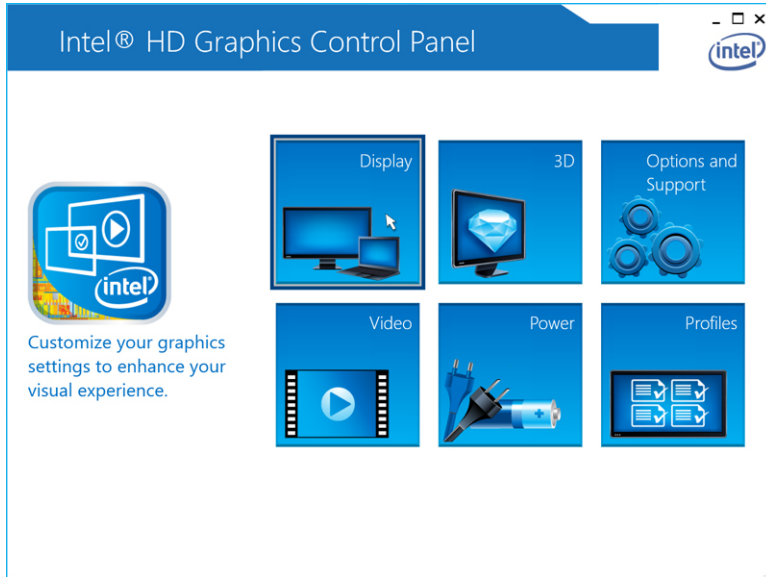 Intel® HD Graphics Control Panel
intel®
Display
3D
Options and
Support
intel®
Customize your graphics
settings to enhance your
visual experience.
Video
Power
Profiles